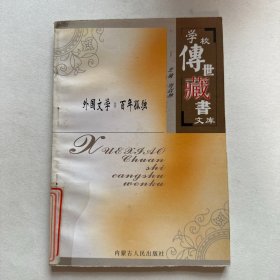 学校
傳世
藏書
文库
外国文学:百年孤独
XUEXIAO
Chuan
shi
cangshu
wenku
内蒙古人民出版社